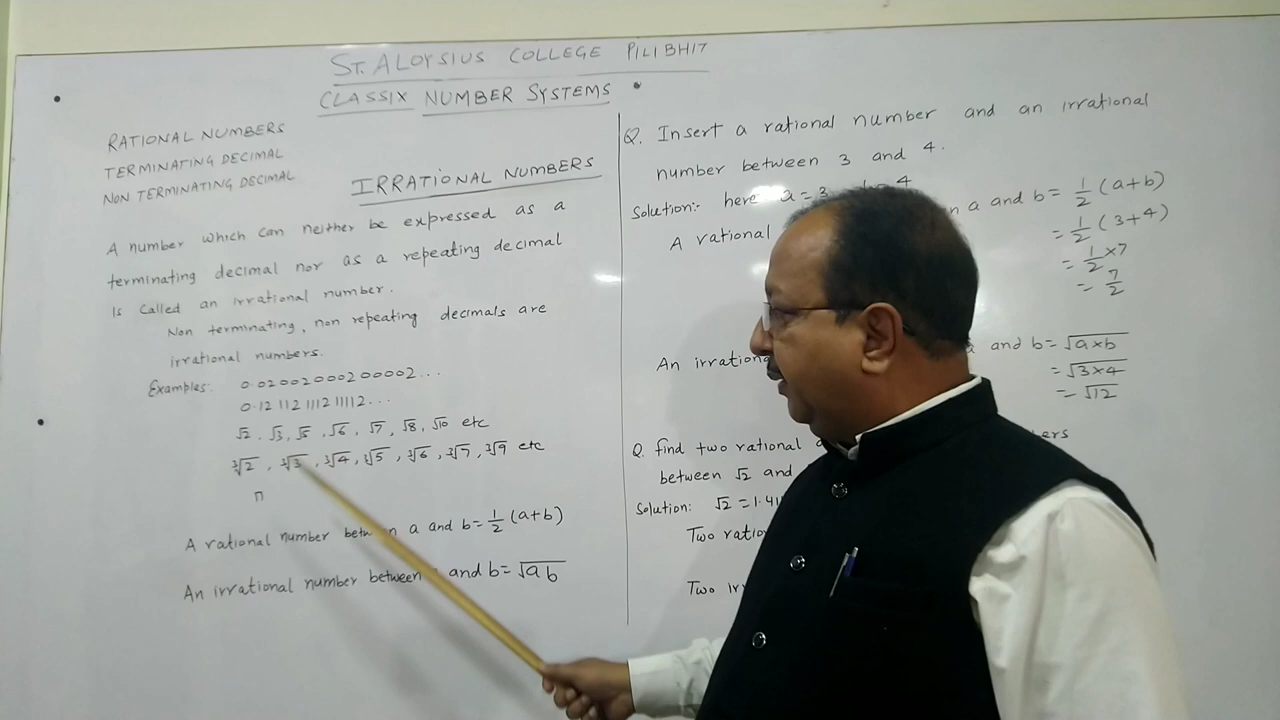 ST. ALOYSIUS COLLEGE PILIBHIT
CLASS IX NUMBER SYSTEMS
RATIONAL NUMBERS
TERMINATING DECIMAL
NON TERMINATING DECIMAL
IRRATIONAL NUMBERS
A number which can neither be expressed as a
terminating decimal nor as a repeating decimal
is called an irrational number.
Non terminating, non repeating decimals are
irrational numbers.
Examples: 0.02002000200002...
0.12 112 1112 11112...
√2, √3, √5, √6, √7, √8, √10 etc
∛2, ∛3, ∛4, ∛5, ∛6, ∛7, ∛9 etc
π
A rational number between a and b = 1/2 (a+b)
An irrational number between and b = √ab
Q. Insert a rational number and an irrational
number between 3 and 4.
Solution:- here a = 3 4
A rational a and b = 1/2 (a+b)
= 1/2 (3+4)
= 1/2 × 7
= 7/2
An and b = √a×b
= √3×4
= √12
Q. find two rational
between √2 and
Solution: √2 = 1.41
Two
Two